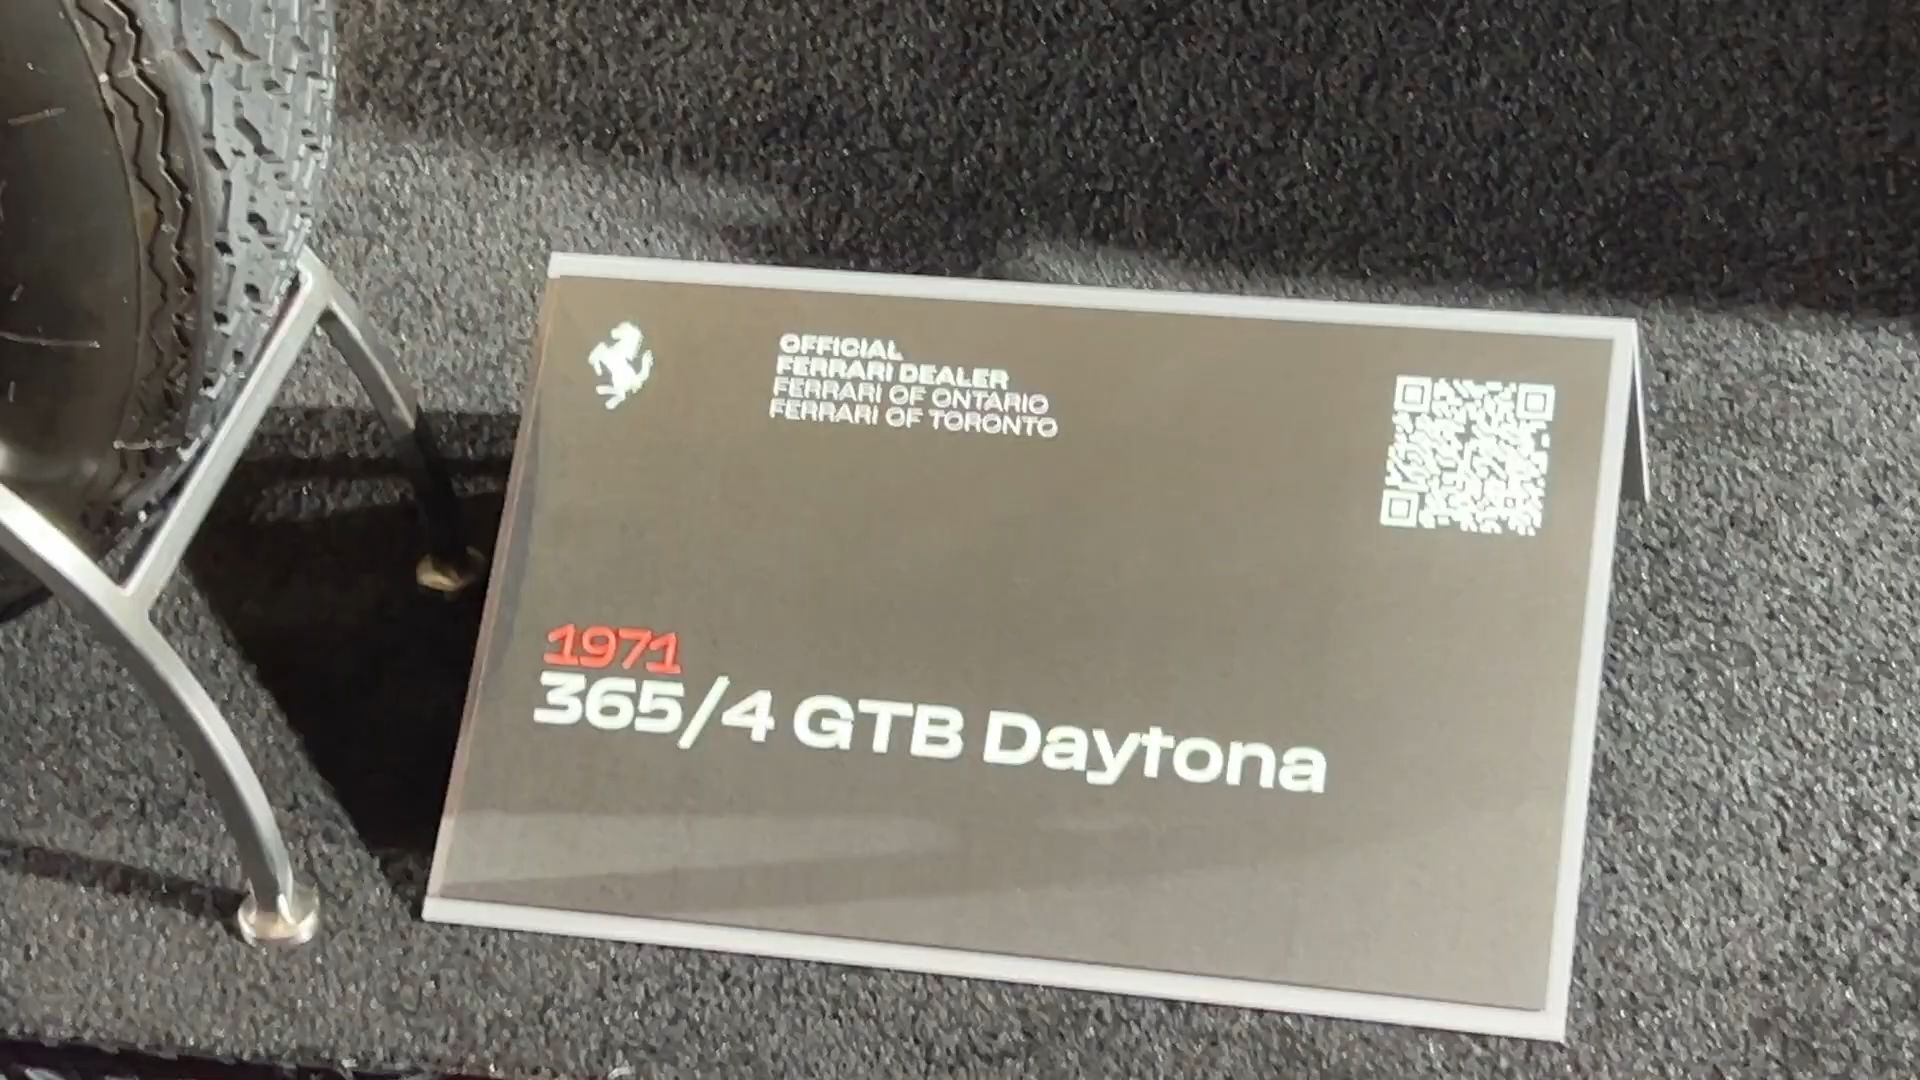 OFFICIAL
FERRARI DEALER
FERRARI OF ONTARIO
FERRARI OF TORONTO
1971
365/4 GTB Daytona